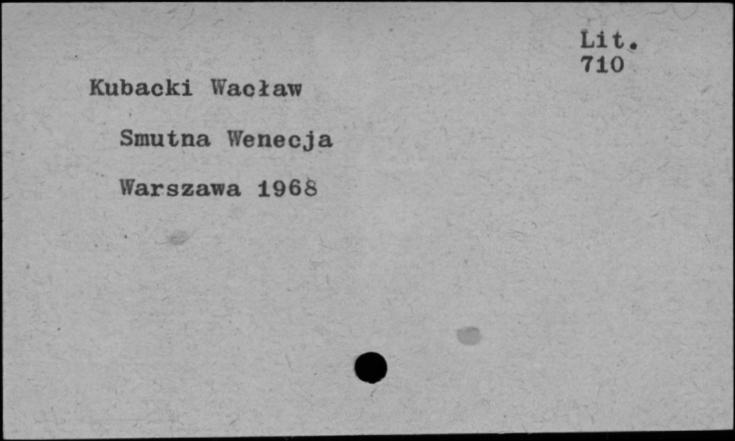 Lit.
710
Kubacki Wacław
Smutna Wenecja
Warszawa 1968